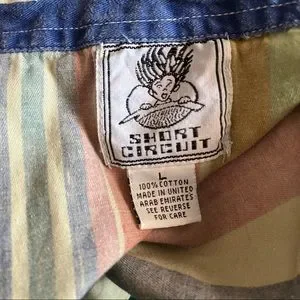 SHORT
CIRCUIT
L
100% COTTON
MADE IN UNITED
ARAB EMIRATES
SEE REVERSE
FOR CARE